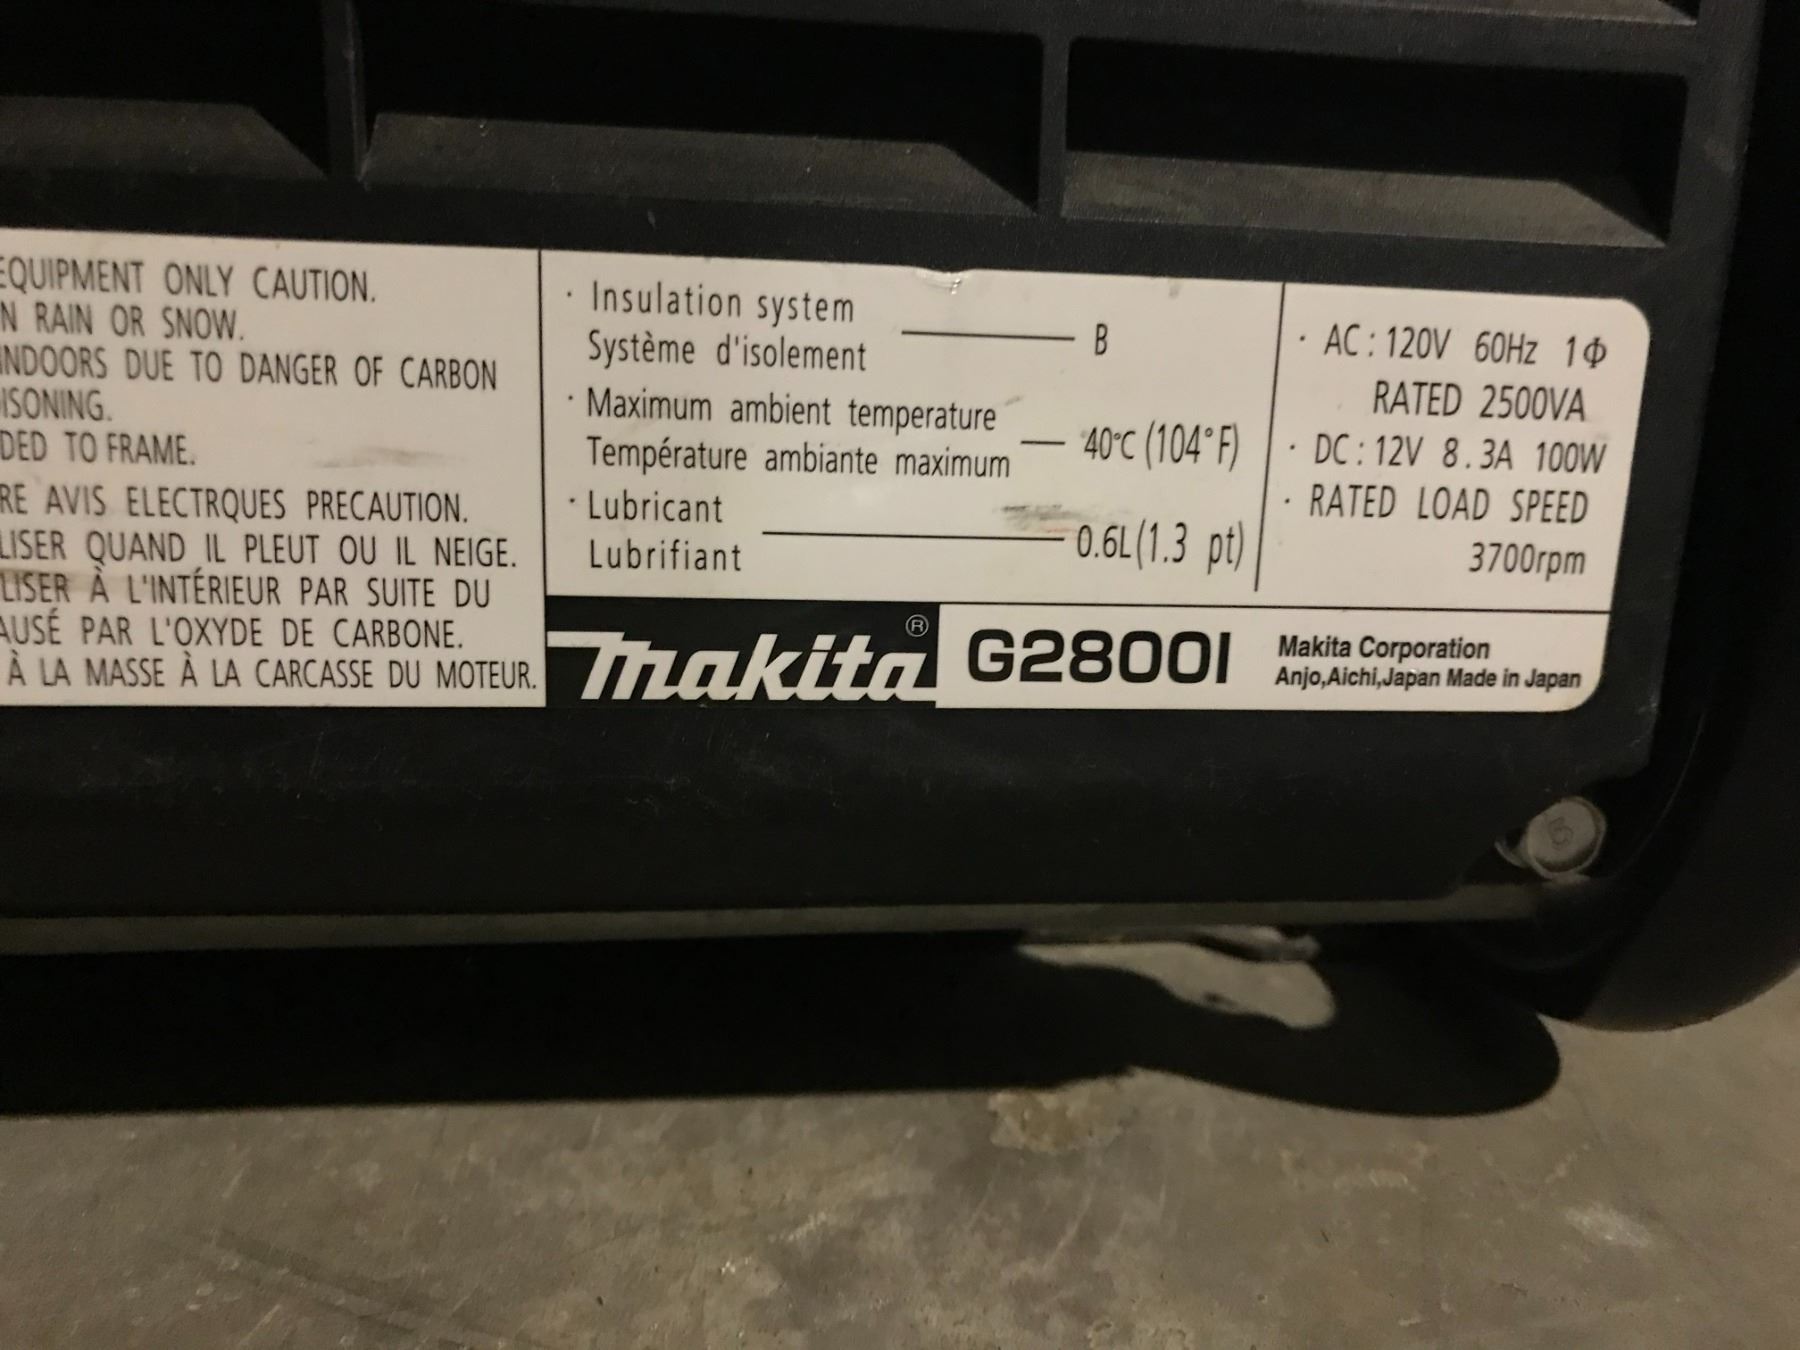 EQUIPMENT ONLY CAUTION.
N RAIN OR SNOW.
INDOORS DUE TO DANGER OF CARBON
ISONING.
DED TO FRAME.
RE AVIS ELECTRQUES PRECAUTION.
LISER QUAND IL PLEUT OU IL NEIGE.
LISER À L'INTÉRIEUR PAR SUITE DU
AUSÉ PAR L'OXYDE DE CARBONE.
À LA MASSE À LA CARCASSE DU MOTEUR.
· Insulation system
Système d'isolement
B
· Maximum ambient temperature
Température ambiante maximum
40°C (104°F)
· Lubricant
Lubrifiant
0.6L(1.3 pt)
· AC : 120V 60Hz 1Φ
RATED 2500VA
· DC : 12V 8.3A 100W
· RATED LOAD SPEED
3700rpm
makita® G2800I
Makita Corporation
Anjo,Aichi,Japan Made in Japan